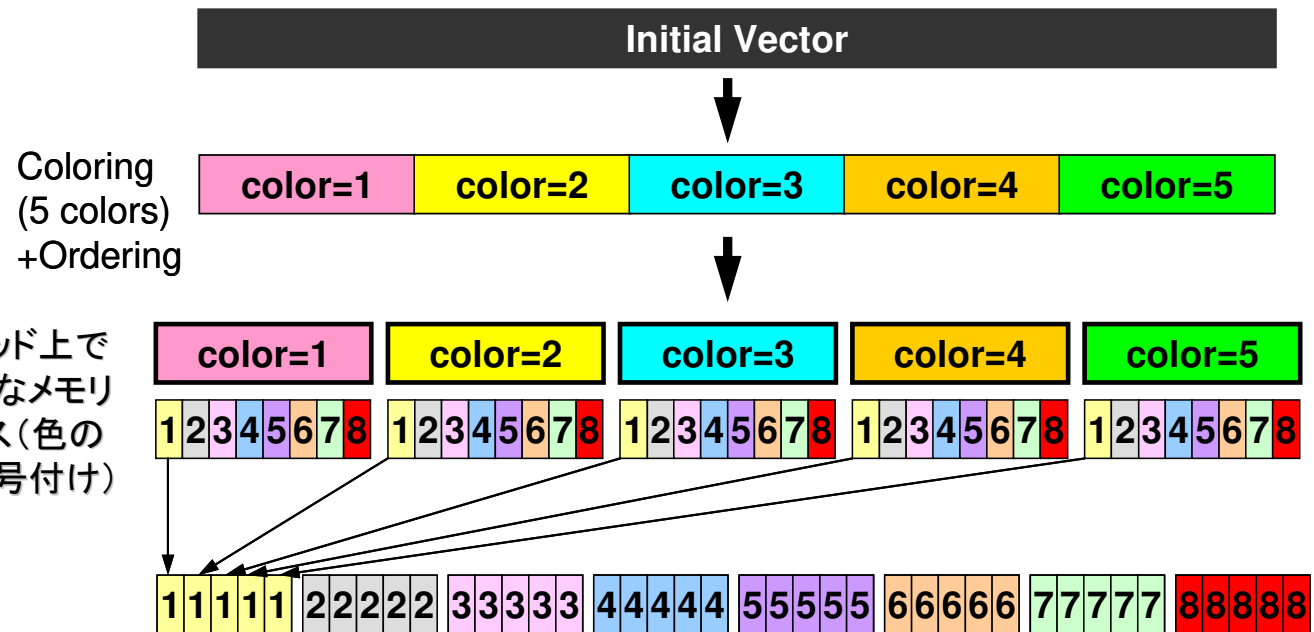 Initial Vector
Coloring
(5 colors)
+Ordering
color=1 color=2 color=3 color=4 color=5
color=1 color=2 color=3 color=4 color=5
ッド上で
なメモリ
ス(色の
号付け)
12345678 12345678 12345678 12345678 12345678
11111 22222 33333 44444 55555 66666 77777 88888